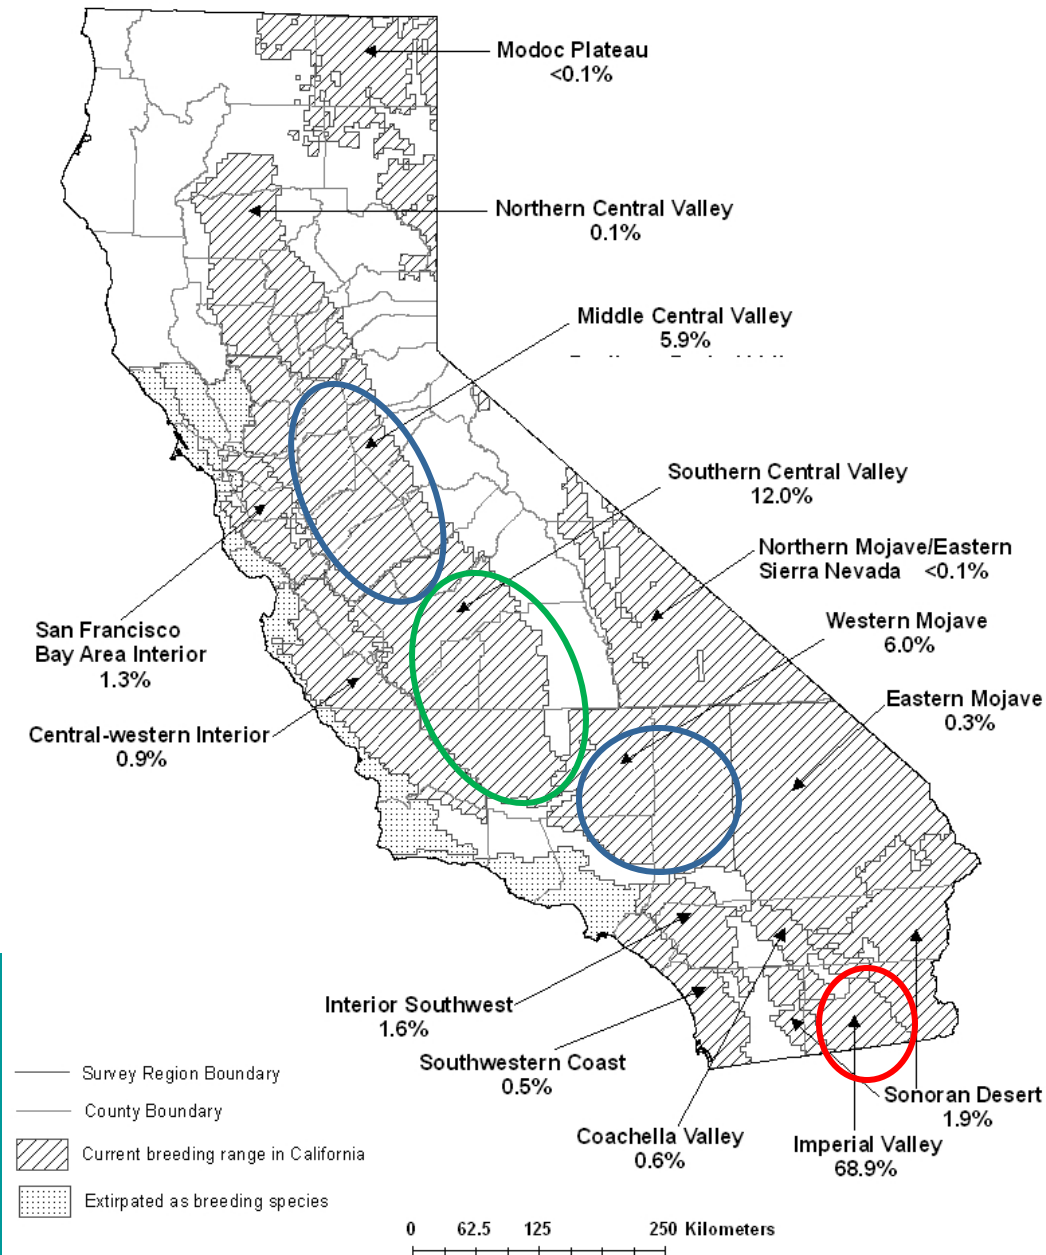 Modoc Plateau
<0.1%
Northern Central Valley
0.1%
Middle Central Valley
5.9%
Southern Central Valley
12.0%
Northern Mojave/Eastern
Sierra Nevada <0.1%
Western Mojave
6.0%
Eastern Mojave
0.3%
San Francisco
Bay Area Interior
1.3%
Central-western Interior
0.9%
Interior Southwest
1.6%
Southwestern Coast
0.5%
Coachella Valley
0.6%
Sonoran Desert
1.9%
Imperial Valley
68.9%
Survey Region Boundary
County Boundary
Current breeding range in California
Extirpated as breeding species
0 62.5 125 250 Kilometers